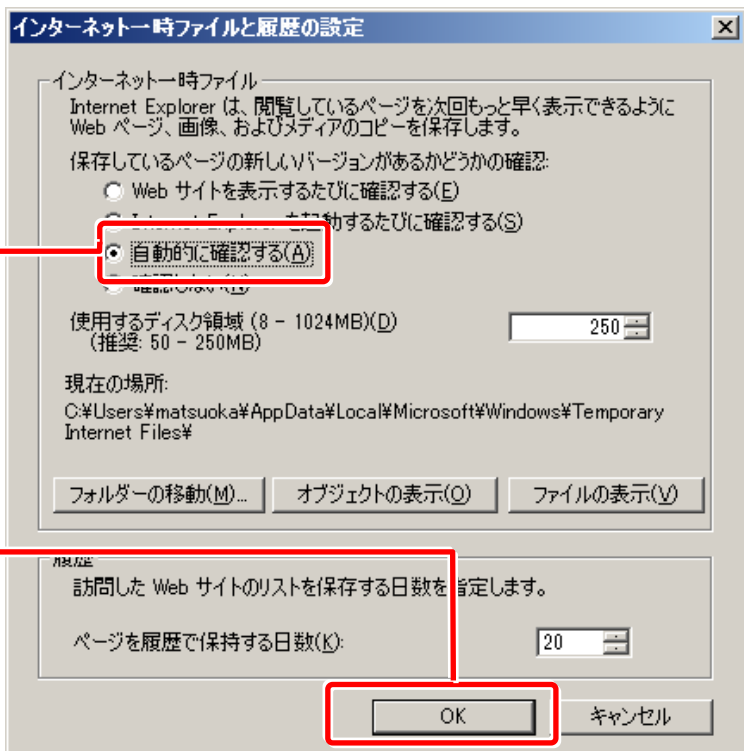 インターネット一時ファイルと履歴の設定
インターネット一時ファイル
Internet Explorer は、閲覧しているページを次回もっと早く表示できるように
Web ページ、画像、およびメディアのコピーを保存します。
保存しているページの新しいバージョンがあるかどうかの確認:
Web サイトを表示するたびに確認する(E)
Internet Explorer を起動するたびに確認する(S)
自動的に確認する(A)
確認しない(N)
使用するディスク領域 (8 - 1024MB)(D)
250
(推奨: 50 - 250MB)
現在の場所:
C:¥Users¥matsuoka¥AppData¥Local¥Microsoft¥Windows¥Temporary
Internet Files¥
フォルダーの移動(M)... オブジェクトの表示(O) ファイルの表示(V)
履歴
訪問した Web サイトのリストを保存する日数を指定します。
ページを履歴で保持する日数(K): 20
OK キャンセル